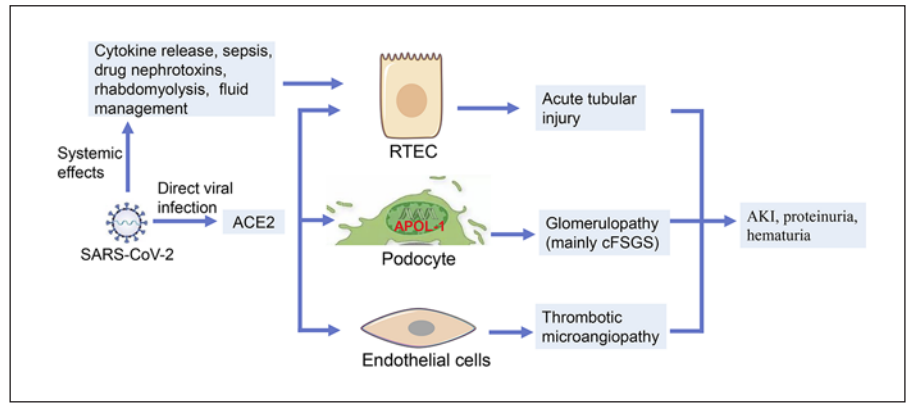 Cytokine release, sepsis,
drug nephrotoxins,
rhabdomyolysis, fluid
management
Systemic
effects
Direct viral
infection
SARS-CoV-2
ACE2
RTEC
Acute tubular
injury
APOL-1
Podocyte
Glomerulopathy
(mainly cFSGS)
Endothelial cells
Thrombotic
microangiopathy
AKI, proteinuria,
hematuria